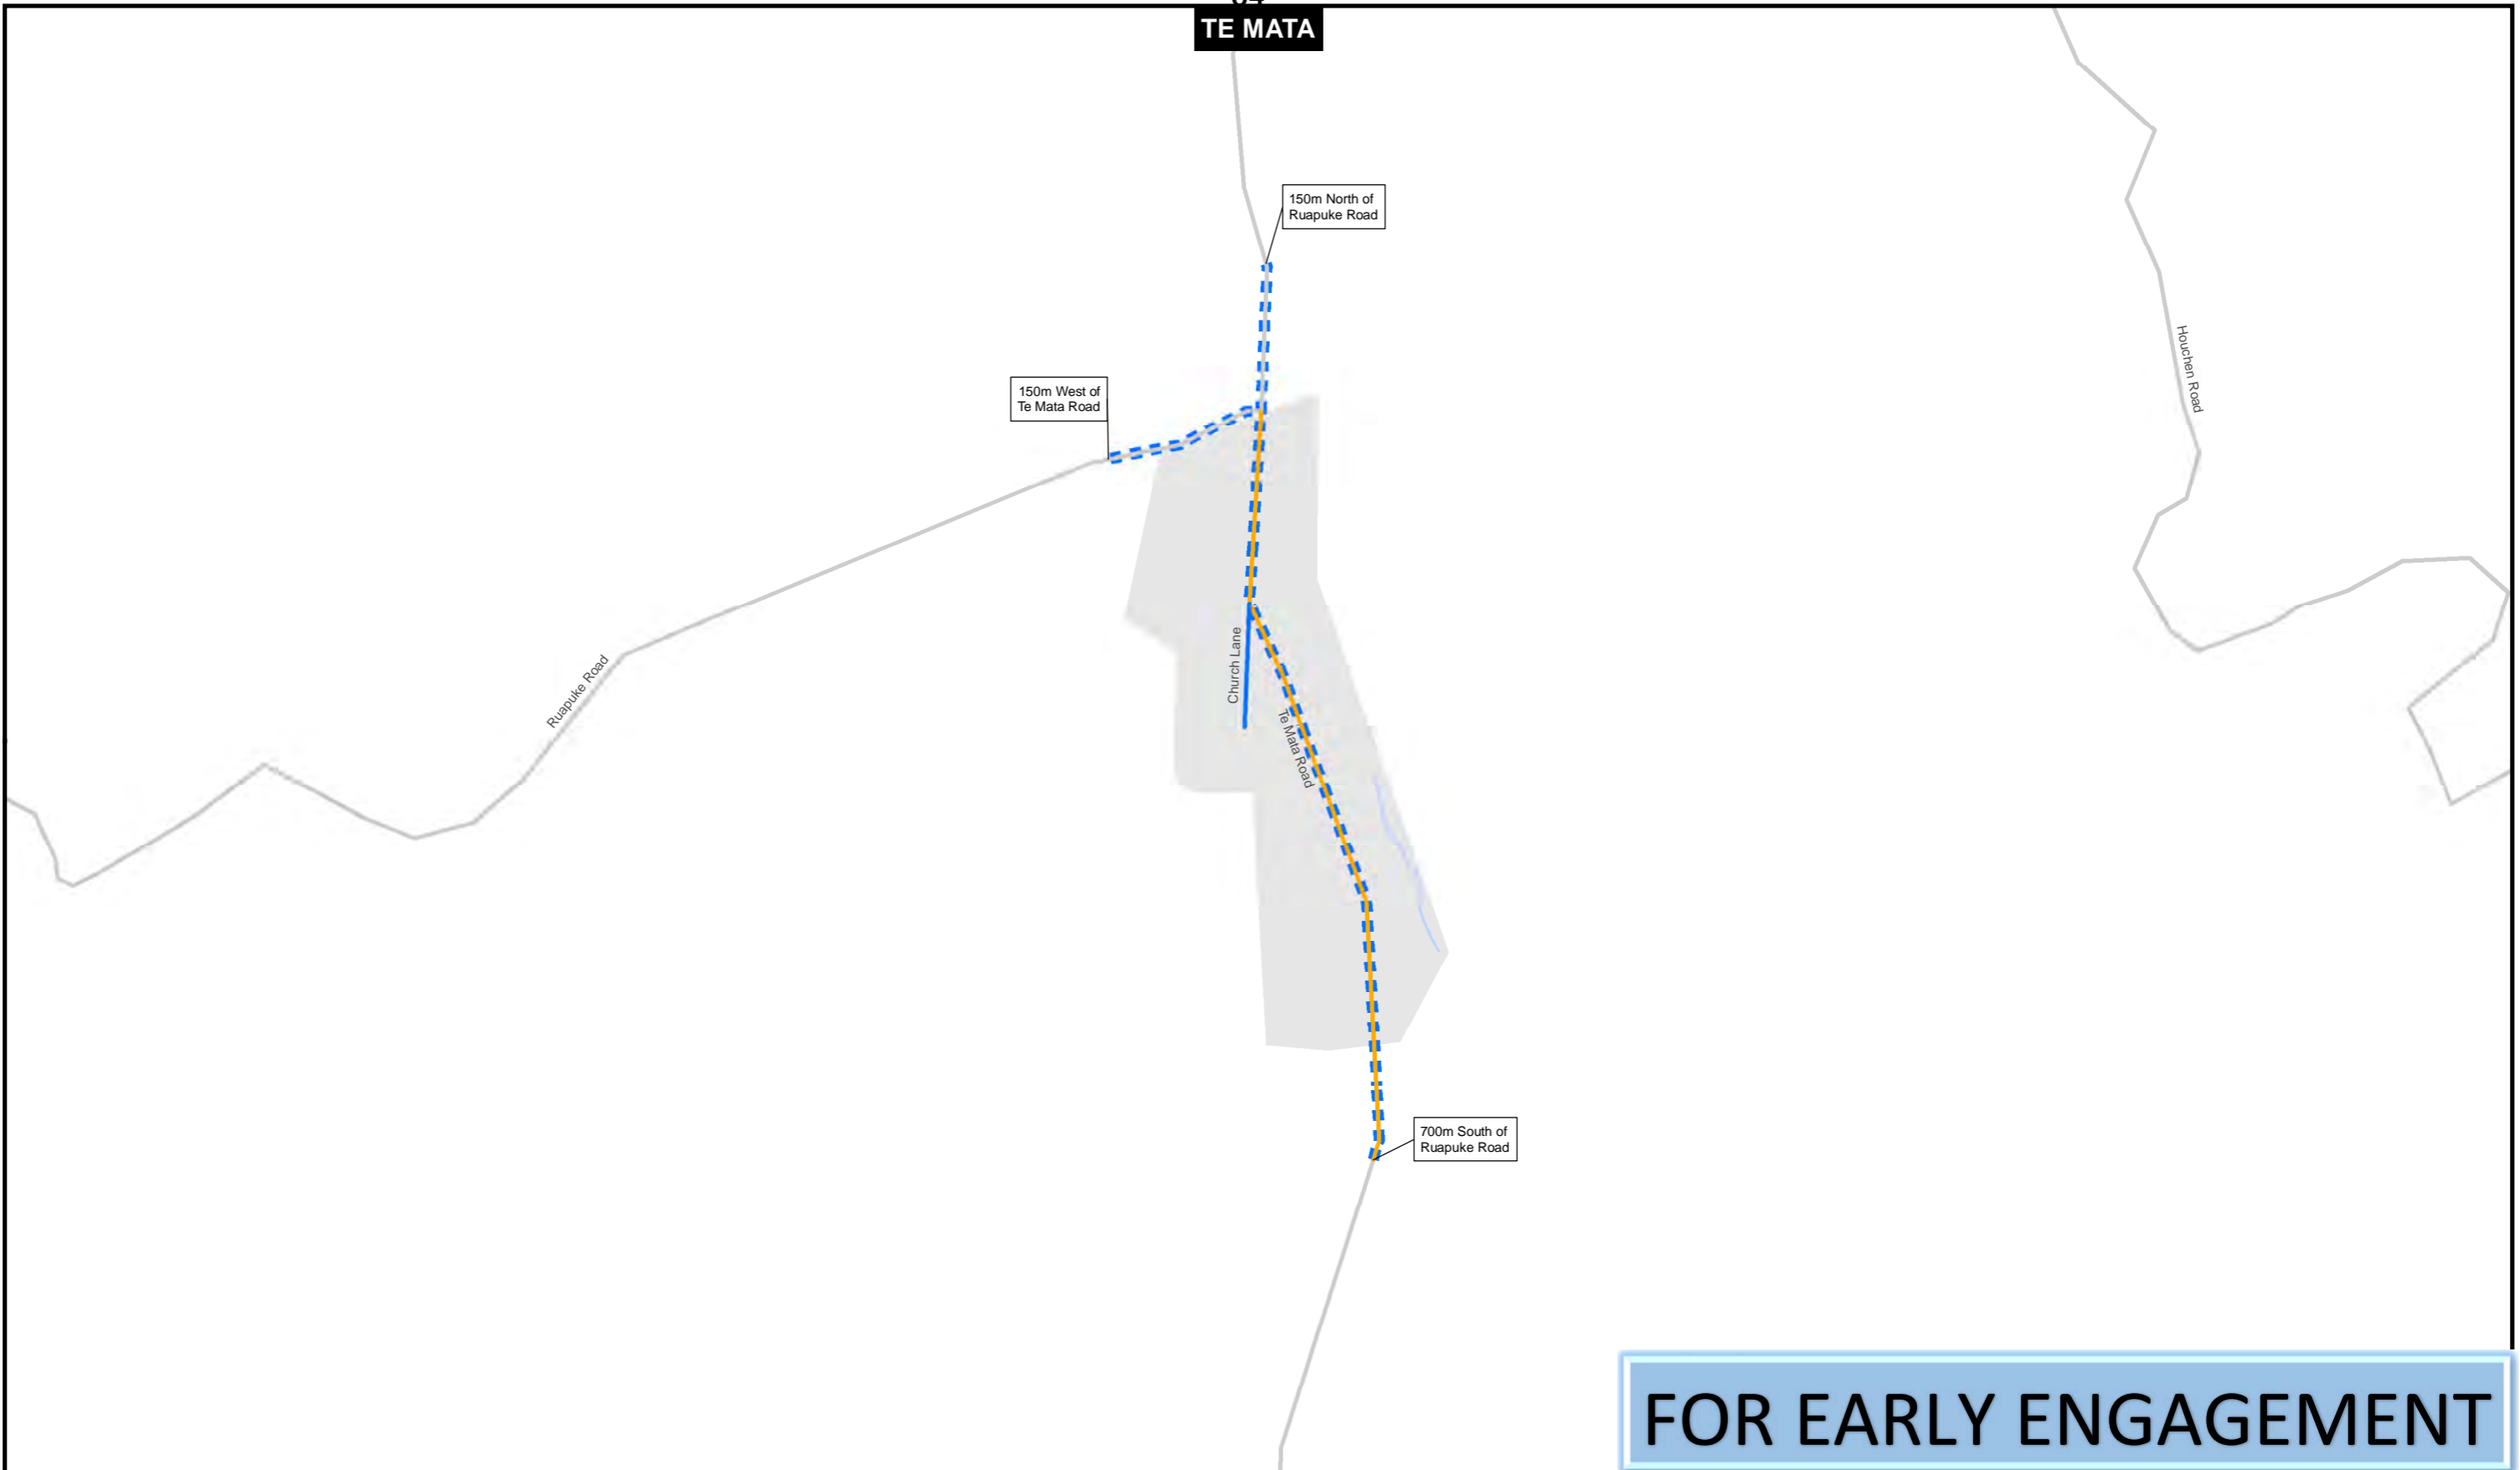 TE MATA
150m North of
Ruapuke Road
150m West of
Te Mata Road
Houchen Road
Church Lane
Ruapuke Road
Te Mata Road
700m South of
Ruapuke Road
FOR EARLY ENGAGEMENT